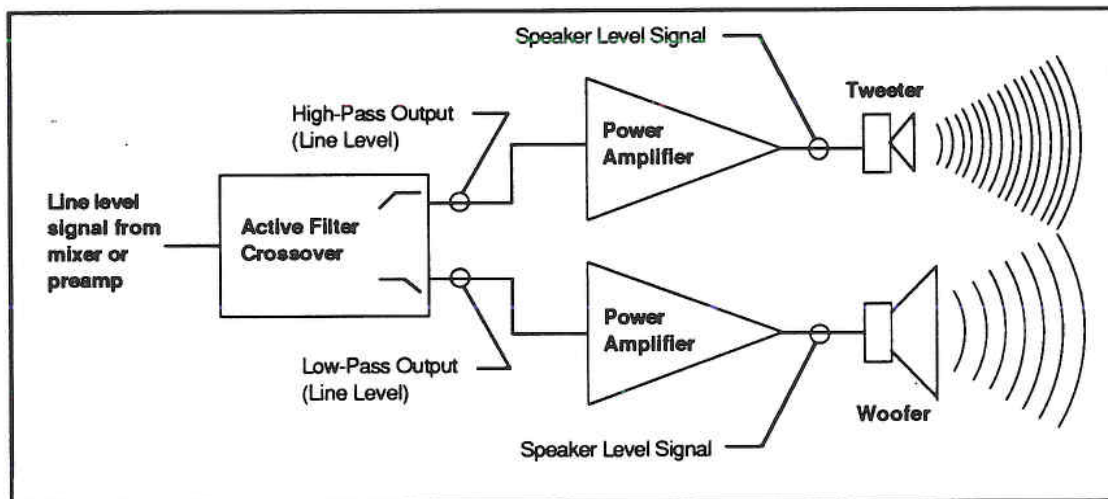 Speaker Level Signal
Tweeter
High-Pass Output
(Line Level)
Power
Amplifier
Line level
signal from
mixer or
preamp
Active Filter
Crossover
Power
Amplifier
Low-Pass Output
(Line Level)
Woofer
Speaker Level Signal